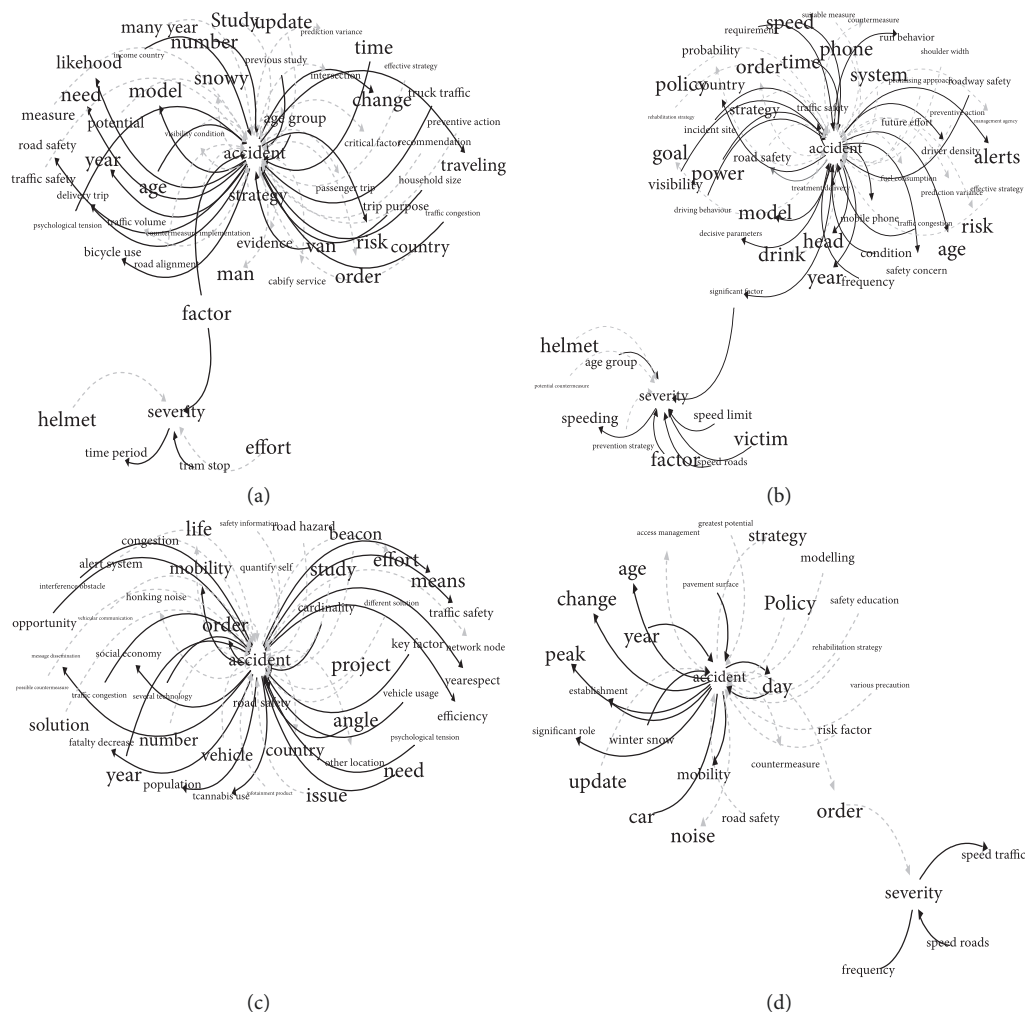 Study
update
many year
prediction variance
number
time
income country
previous study
likehood
snowy
intersection
effective strategy
need
model
change
truck traffic
measure
potential
age group
preventive action
visibility condition
critical factor
recommendation
road safety
accident
year
traveling
traffic safety
age
passenger trip
household size
delivery trip
strategy
trip purpose
psychological tension
traffic volume
traffic congestion
countermeasure implementation
bicycle use
evidence
van
risk
country
road alignment
man
cabify service
order
factor
helmet
severity
time period
tram stop
effort
(a)
suitable measure
speed
countermeasure
requirement
run behavior
probability
phone
shoulder width
order
time
system
promising approach
roadway safety
policy
country
strategy
traffic safety
preventive action
rehabilitation strategy
incident site
future effort
management agency
goal
road safety
accident
driver density
alerts
visibility
power
fuel consumption
treatment delivery
prediction variance
effective strategy
driving behaviour
model
mobile phone
traffic congestion
risk
decisive parameters
drink
head
condition
age
year
frequency
safety concern
significant factor
helmet
age group
potential countermeasure
severity
speeding
speed limit
prevention strategy
victim
factor
speed roads
(b)
life
safety information
road hazard
congestion
beacon
alert system
mobility
quantify self
study
effort
means
interference obstacle
honking noise
cardinality
different solution
traffic safety
opportunity
vehicular communication
order
key factor
network node
message dissemination
social economy
accident
project
possible countermeasure
traffic congestion
several technology
yearespect
road safety
vehicle usage
solution
angle
efficiency
fatalty decrease
number
psychological tension
vehicle
country
other location
year
population
need
tcannabis use
infotainment product
issue
(c)
greatest potential
access management
strategy
modelling
age
pavement surface
change
Policy
safety education
year
rehabilitation strategy
peak
accident
establishment
day
various precaution
significant role
winter snow
risk factor
countermeasure
update
mobility
car
road safety
order
noise
speed traffic
severity
speed roads
frequency
(d)